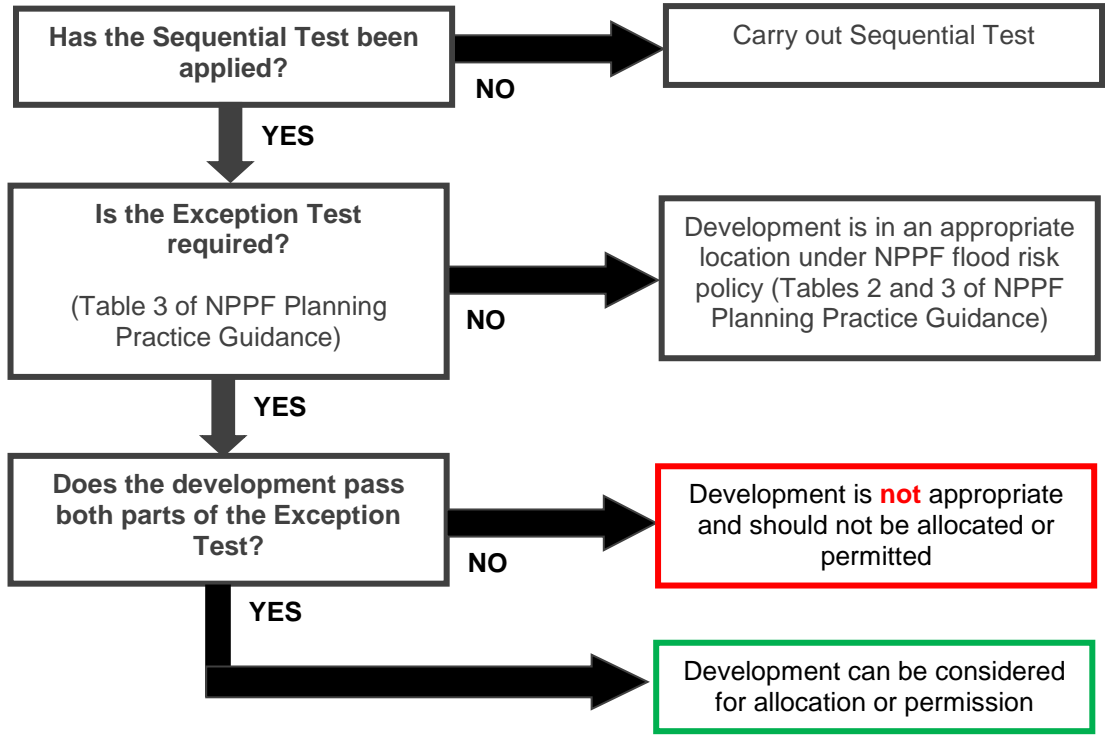 Has the Sequential Test been
applied?
NO
Carry out Sequential Test
YES
Is the Exception Test
required?
(Table 3 of NPPF Planning
Practice Guidance)
NO
Development is in an appropriate
location under NPPF flood risk
policy (Tables 2 and 3 of NPPF
Planning Practice Guidance)
YES
Does the development pass
both parts of the Exception
Test?
NO
Development is not appropriate
and should not be allocated or
permitted
YES
Development can be considered
for allocation or permission